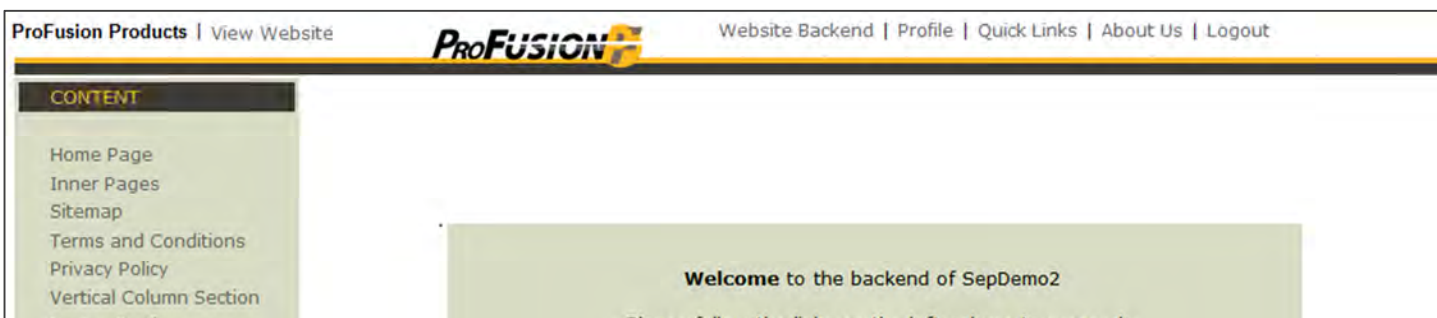 ProFusion Products | View Website
PROFUSION
Website Backend | Profile | Quick Links | About Us | Logout
CONTENT
Home Page
Inner Pages
Sitemap
Terms and Conditions
Privacy Policy
Vertical Column Section
Welcome to the backend of SepDemo2